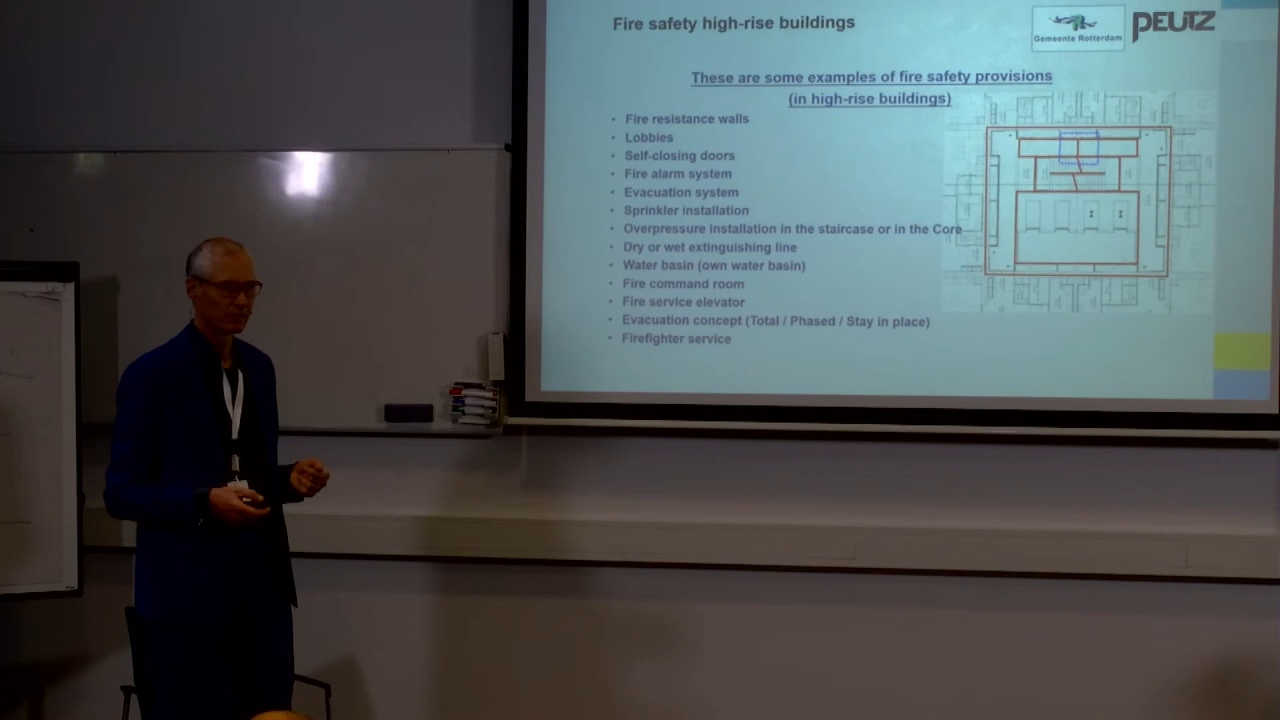 Fire safety high-rise buildings
Gemeente Rotterdam
PEUTZ
These are some examples of fire safety provisions
(in high-rise buildings)
• Fire resistance walls
• Lobbies
• Self-closing doors
• Fire alarm system
• Evacuation system
• Sprinkler installation
• Overpressure installation in the staircase or in the Core
• Dry or wet extinguishing line
• Water basin (own water basin)
• Fire command room
• Fire service elevator
• Evacuation concept (Total / Phased / Stay in place)
• Firefighter service